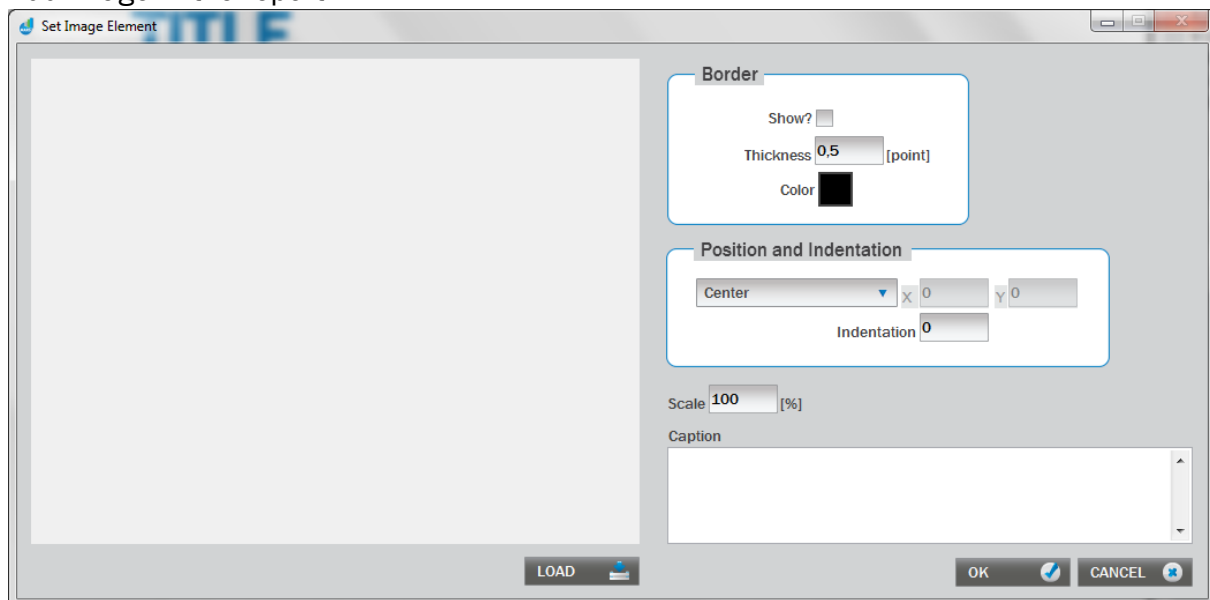 TITLE
Set Image Element
Border
Show?
Thickness 0,5 [point]
Color
Position and Indentation
Center X 0 Y 0
Indentation 0
Scale 100 [%]
Caption
LOAD
OK CANCEL